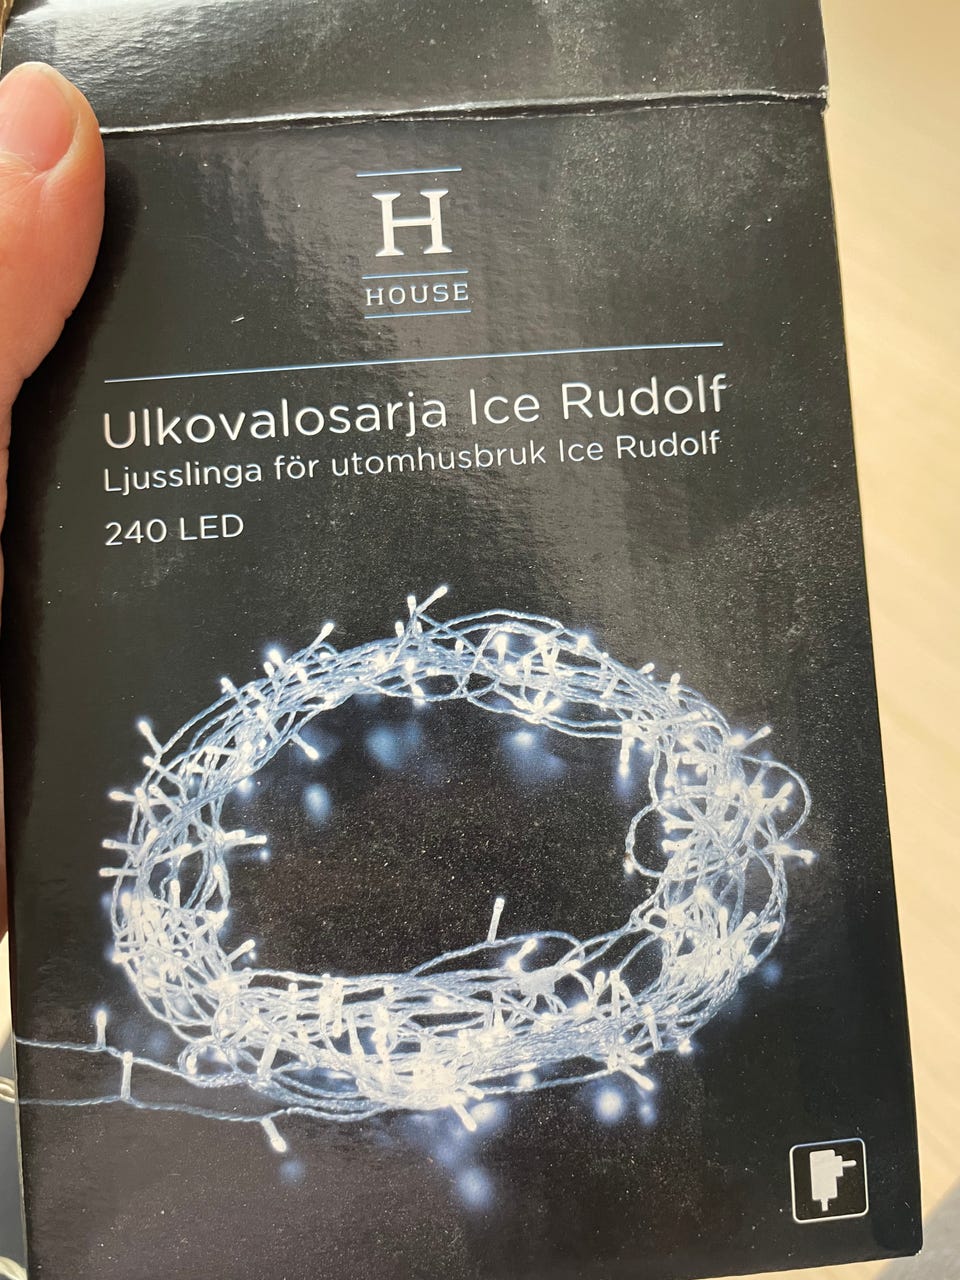 H
HOUSE
Ulkovalosarja Ice Rudolf
Ljusslinga för utomhusbruk Ice Rudolf
240 LED